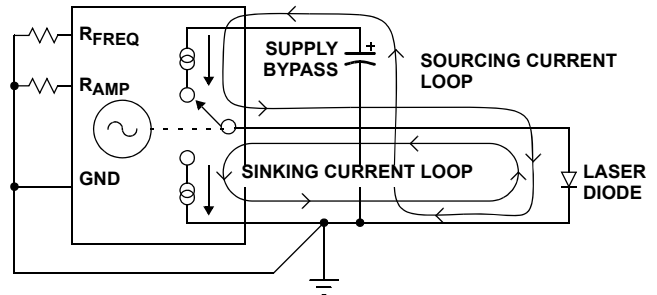 RFREQ
RAMP
GND
SUPPLY
BYPASS
+
SOURCING CURRENT
LOOP
SINKING CURRENT LOOP
LASER
DIODE